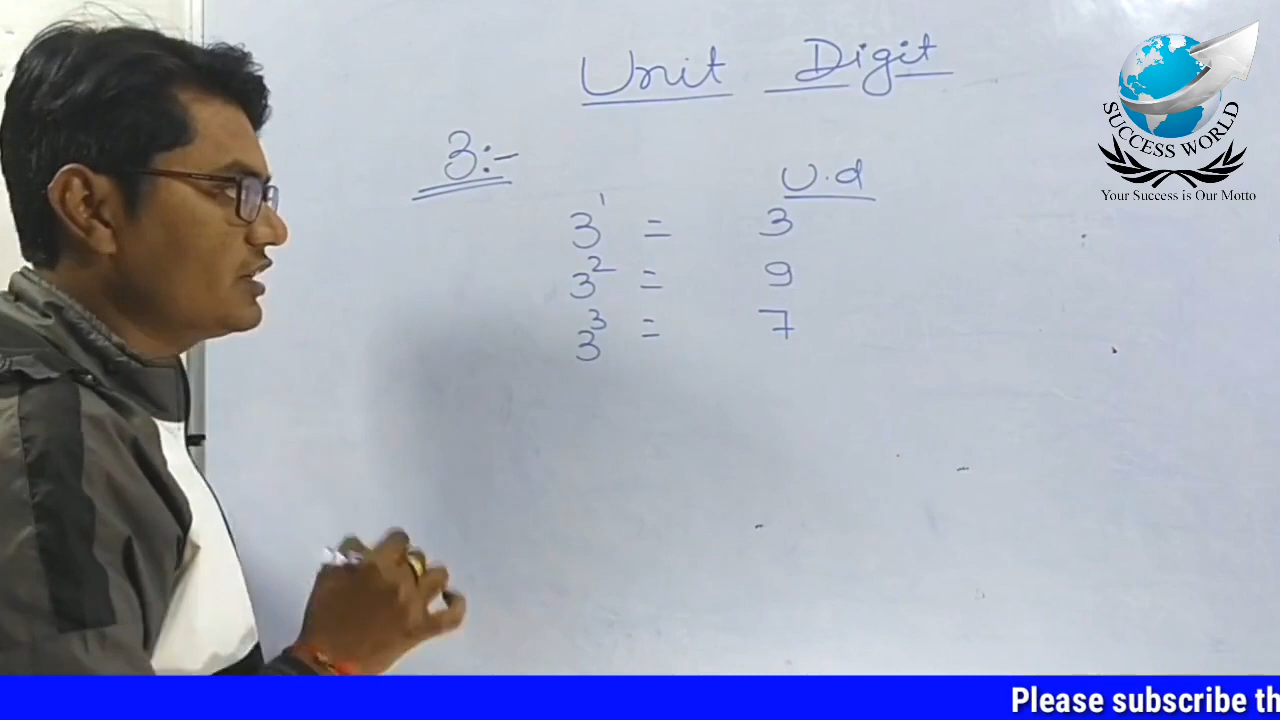 Unit Digit
3:-
U.d
3¹ = 3
3² = 9
3³ = 7
SUCCESS WORLD
Your Success is Our Motto
Please subscribe th